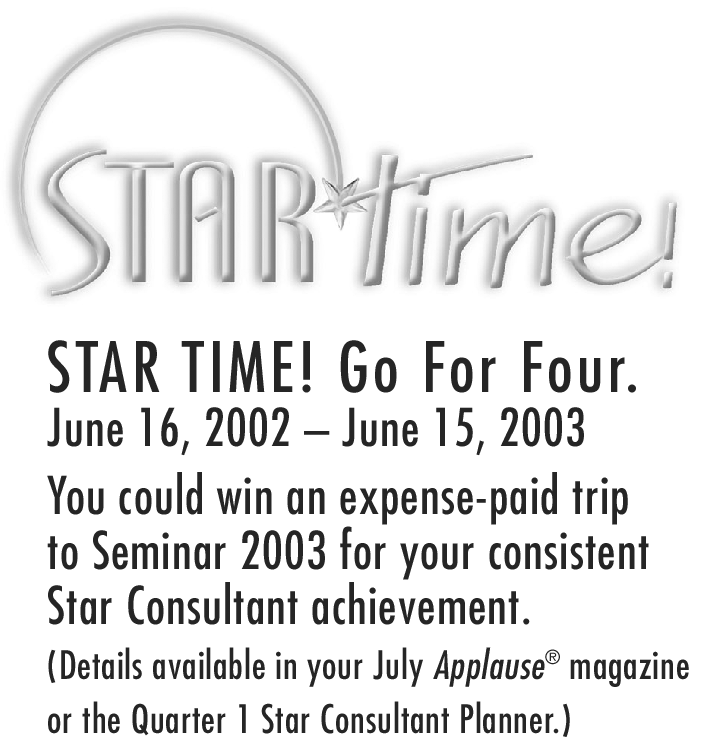 STAR time!
STAR TIME! Go For Four.
June 16, 2002 – June 15, 2003
You could win an expense-paid trip
to Seminar 2003 for your consistent
Star Consultant achievement.
(Details available in your July Applause® magazine
or the Quarter 1 Star Consultant Planner.)